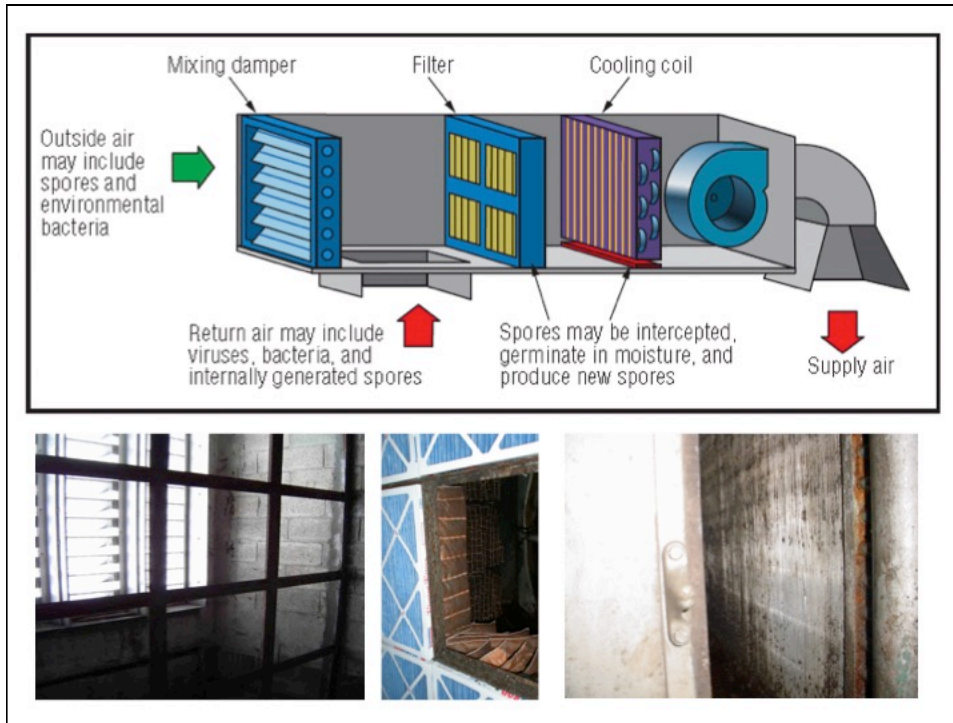 Mixing damper
Filter
Cooling coil
Outside air
may include
spores and
environmental
bacteria
Return air may include
viruses, bacteria, and
internally generated spores
Spores may be intercepted,
germinate in moisture, and
produce new spores
Supply air